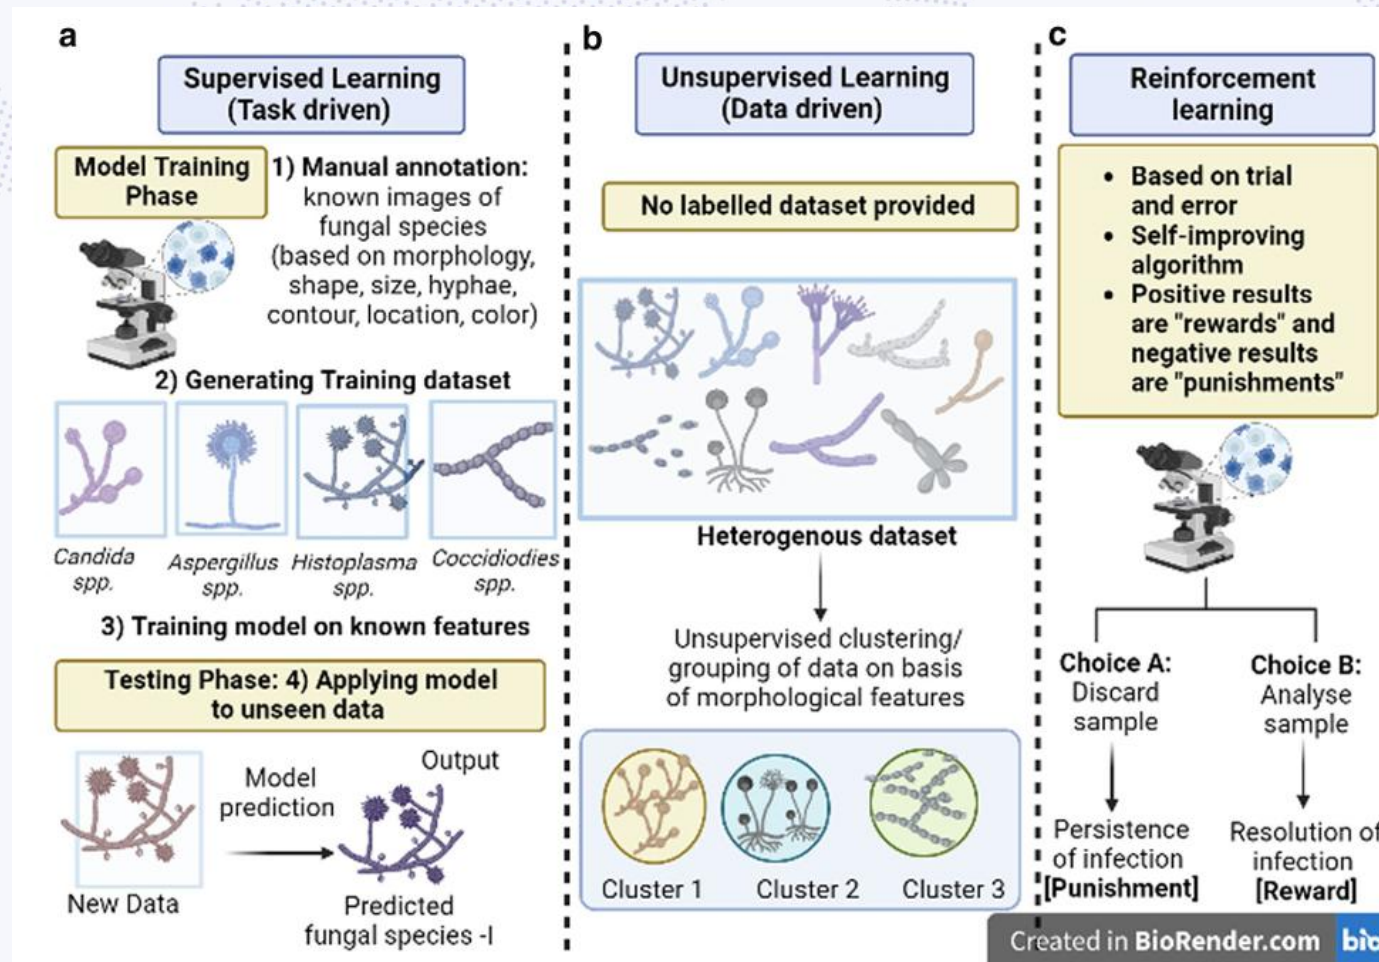 a
Supervised Learning
(Task driven)
Model Training
Phase
1) Manual annotation:
known images of
fungal species
(based on morphology,
shape, size, hyphae,
contour, location, color)
2) Generating Training dataset
Candida
spp.
Aspergillus
spp.
Histoplasma
spp.
Coccidiodies
spp.
3) Training model on known features
Testing Phase: 4) Applying model
to unseen data
New Data
Model
prediction
Output
Predicted
fungal species -I
b
Unsupervised Learning
(Data driven)
No labelled dataset provided
Heterogenous dataset
Unsupervised clustering/
grouping of data on basis
of morphological features
Cluster 1
Cluster 2
Cluster 3
c
Reinforcement
learning
• Based on trial
and error
• Self-improving
algorithm
• Positive results
are "rewards" and
negative results
are "punishments"
Choice A:
Discard
sample
Persistence
of infection
[Punishment]
Choice B:
Analyse
sample
Resolution of
infection
[Reward]
Created in BioRender.com
bio